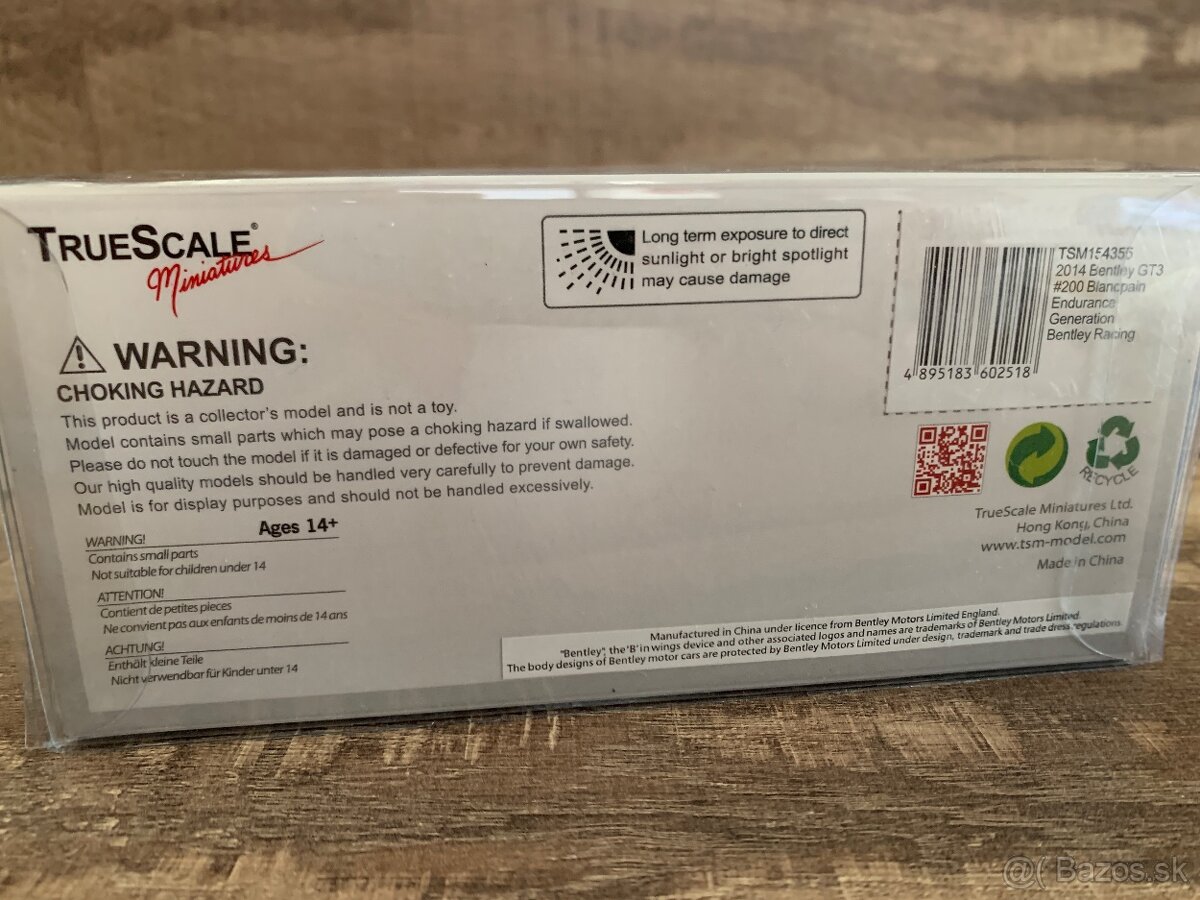 TRUESCALE®
Miniatures
Long term exposure to direct
sunlight or bright spotlight
may cause damage
TSM154355
2014 Bentley GT3
#200 Blancpain
Endurance
Generation
Bentley Racing
4 895183 602518
WARNING:
CHOKING HAZARD
This product is a collector's model and is not a toy.
Model contains small parts which may pose a choking hazard if swallowed.
Please do not touch the model if it is damaged or defective for your own safety.
Our high quality models should be handled very carefully to prevent damage.
Model is for display purposes and should not be handled excessively.
Ages 14+
WARNING!
Contains small parts
Not suitable for children under 14
ATTENTION!
Contient de petites pieces
Ne convient pas aux enfants de moins de 14 ans
ACHTUNG!
Enthält kleine Teile
Nicht verwendbar für Kinder unter 14
RECYCLE
TrueScale Miniatures Ltd.
Hong Kong, China
www.tsm-model.com
Made in China
Manufactured in China under licence from Bentley Motors Limited England.
"Bentley", the 'B' in wings device and other associated logos and names are trademarks of Bentley Motors Limited.
The body designs of Bentley motor cars are protected by Bentley Motors Limited under design, trademark and trade dress regulations
@( Bazos.sk